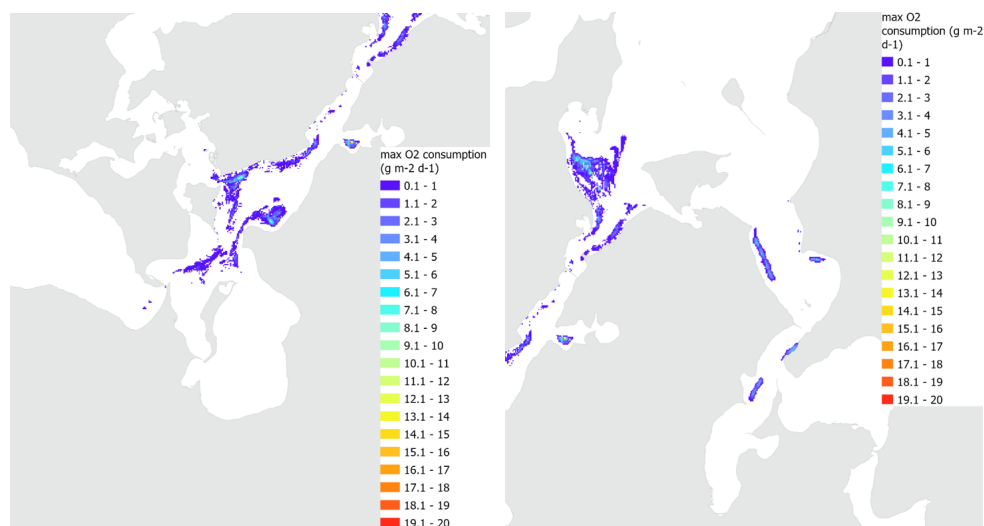 max O2 consumption
(g m-2 d-1)
0.1 - 1
1.1 - 2
2.1 - 3
3.1 - 4
4.1 - 5
5.1 - 6
6.1 - 7
7.1 - 8
8.1 - 9
9.1 - 10
10.1 - 11
11.1 - 12
12.1 - 13
13.1 - 14
14.1 - 15
15.1 - 16
16.1 - 17
17.1 - 18
18.1 - 19
19.1 - 20
max O2
consumption (g m-2
d-1)
0.1 - 1
1.1 - 2
2.1 - 3
3.1 - 4
4.1 - 5
5.1 - 6
6.1 - 7
7.1 - 8
8.1 - 9
9.1 - 10
10.1 - 11
11.1 - 12
12.1 - 13
13.1 - 14
14.1 - 15
15.1 - 16
16.1 - 17
17.1 - 18
18.1 - 19
19.1 - 20